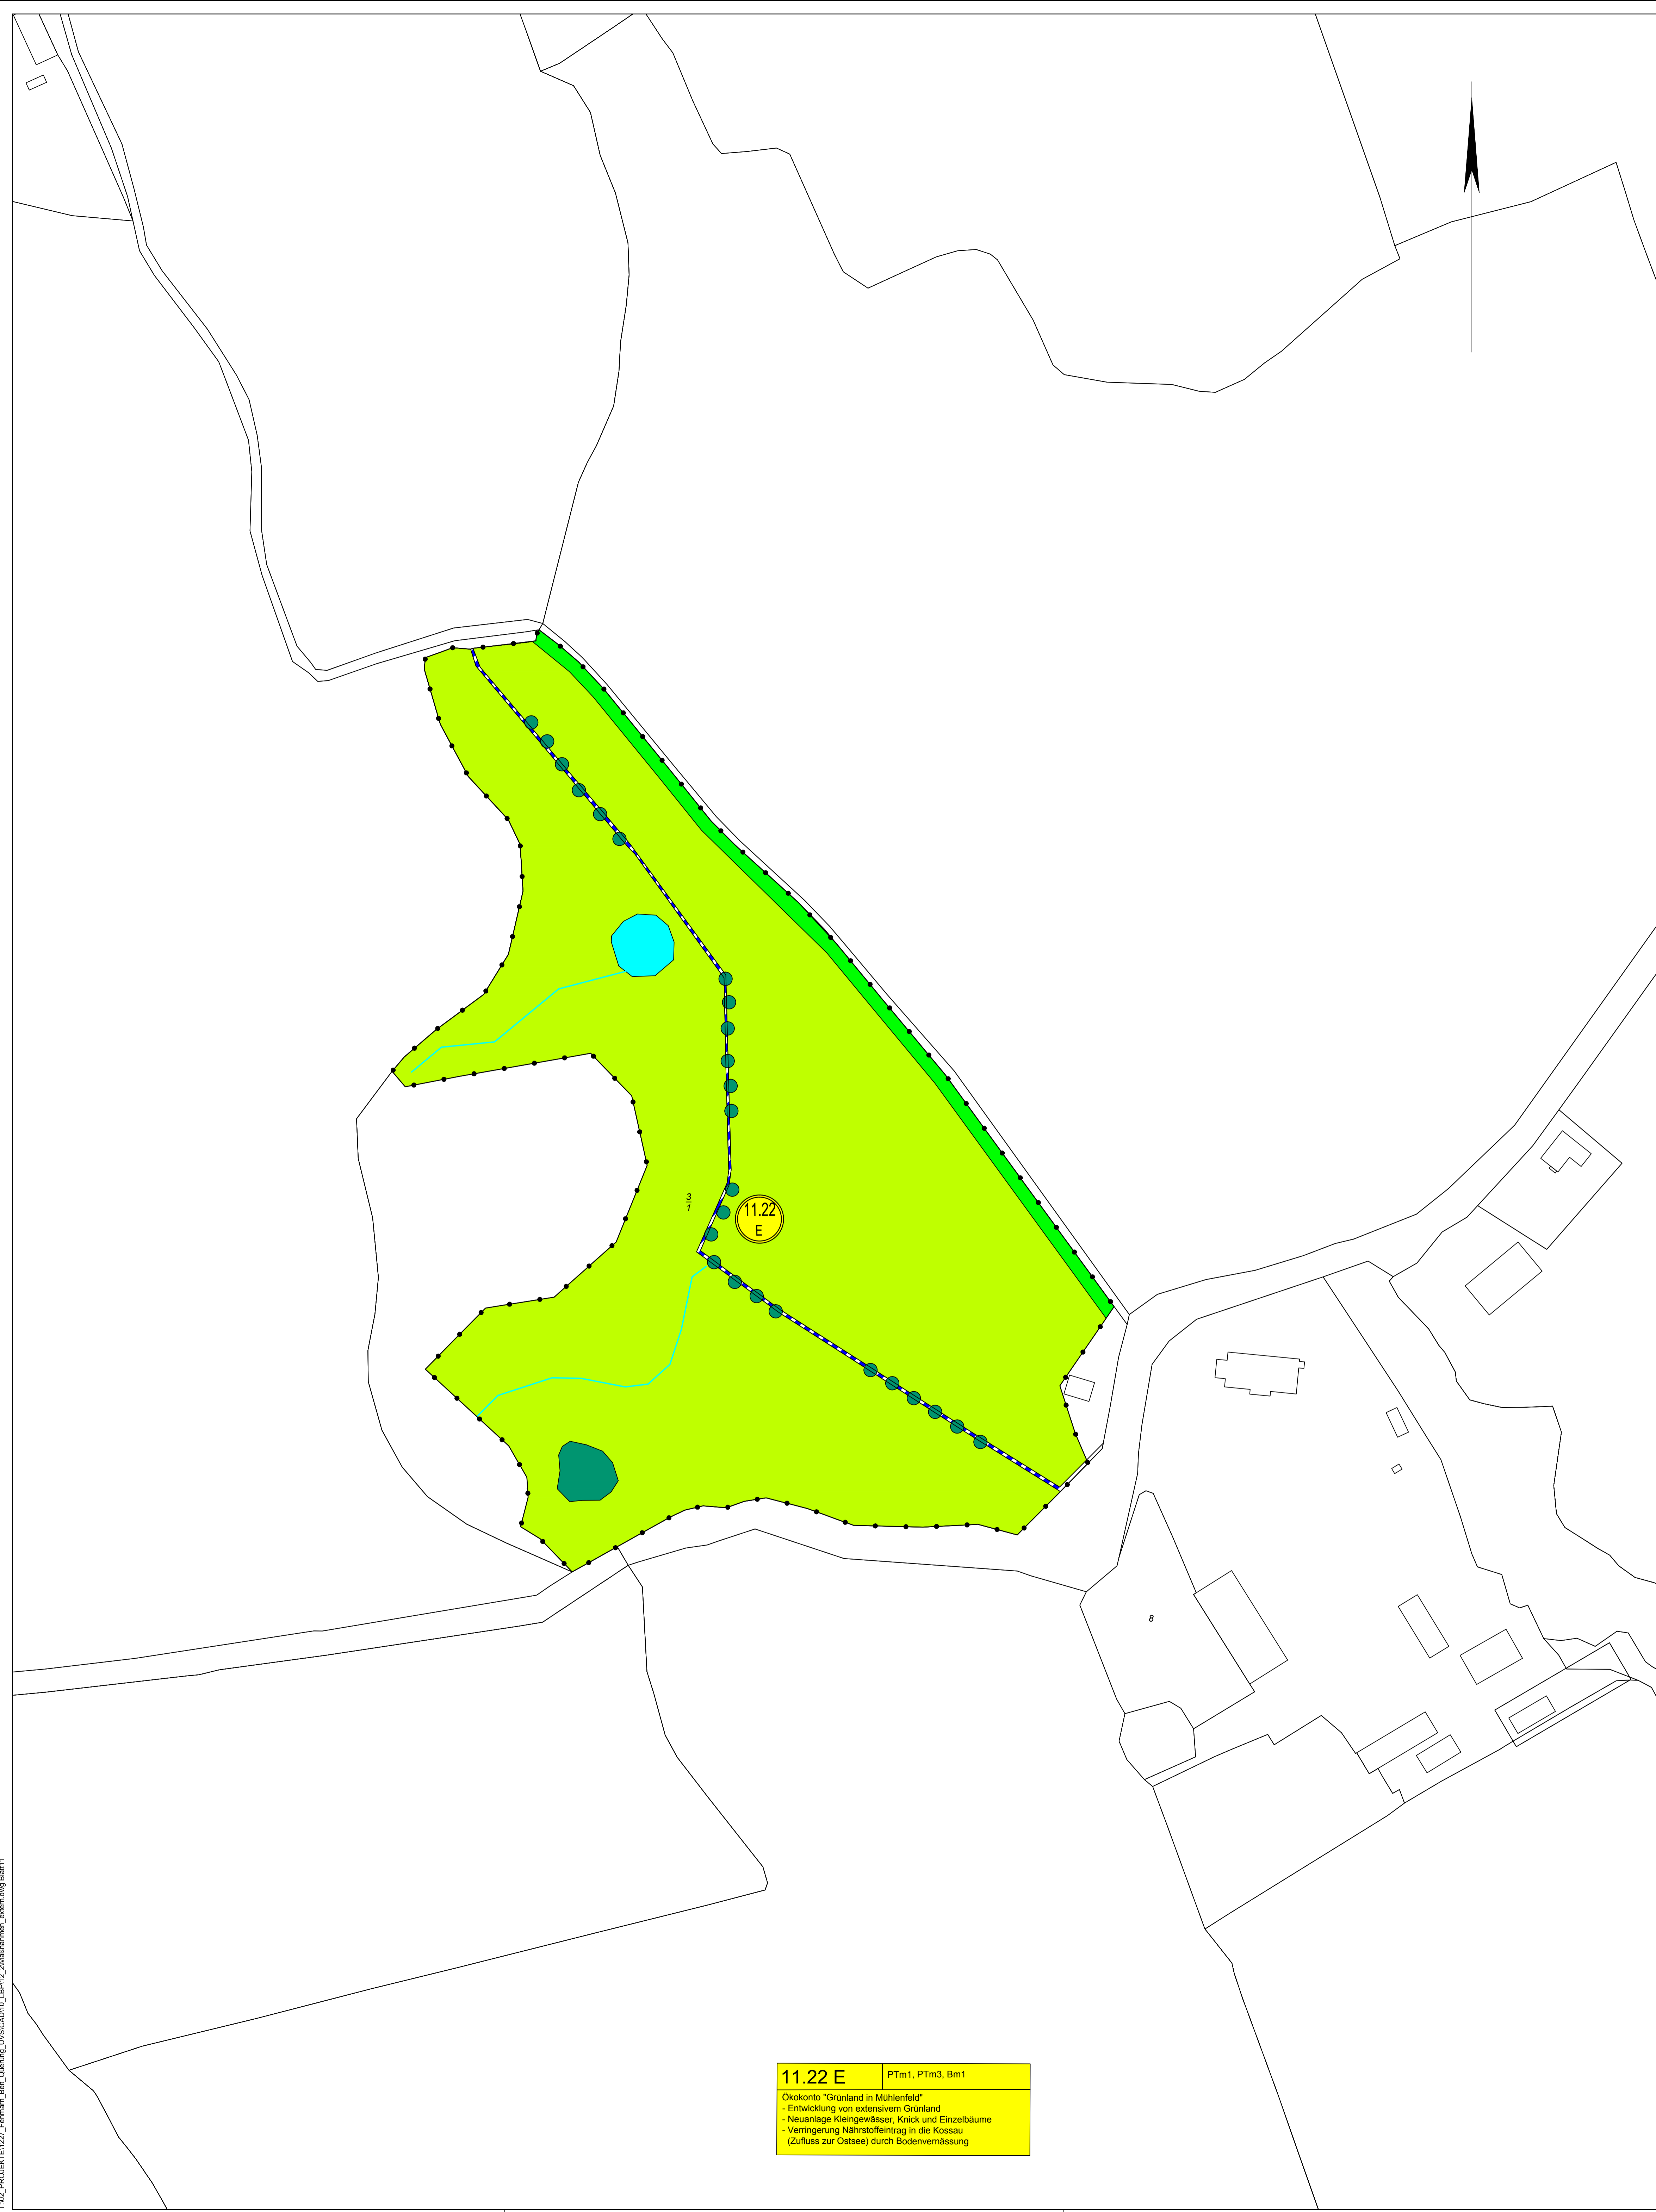 3
1
11.22
E
8
11.22 E PTm1, PTm3, Bm1
Ökokonto "Grünland in Mühlenfeld"
- Entwicklung von extensivem Grünland
- Neuanlage Kleingewässer, Knick und Einzelbäume
- Verringerung Nährstoffeintrag in die Kossau
(Zufluss zur Ostsee) durch Bodenvernässung